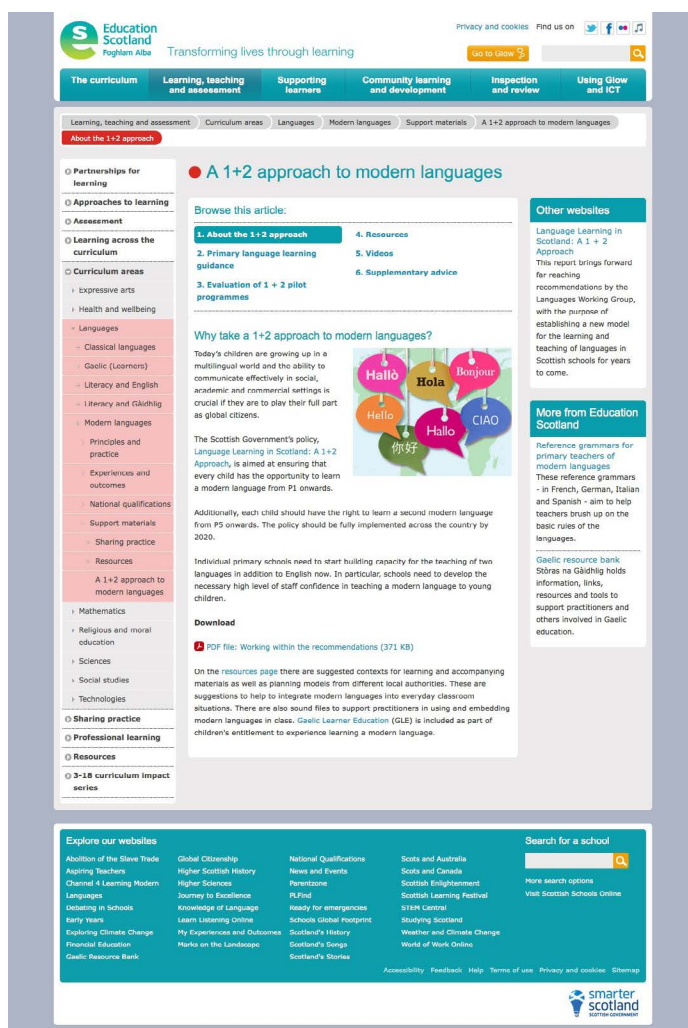 Education
Scotland
Foghlam Alba
Transforming lives through learning
Privacy and cookies Find us on
Go to Glow
The curriculum
Learning, teaching
and assessment
Supporting
learners
Community learning
and development
Inspection
and review
Using Glow
and ICT
Learning, teaching and assessment Curriculum areas Languages Modern languages Support materials A 1+2 approach to modern languages
About the 1+2 approach
Partnerships for
learning
Approaches to learning
Assessment
Learning across the
curriculum
Curriculum areas
Expressive arts
Health and wellbeing
Languages
Classical languages
Gaelic (Learners)
Literacy and English
Literacy and Gàidhlig
Modern languages
Principles and
practice
Experiences and
outcomes
National qualifications
Support materials
Sharing practice
Resources
A 1+2 approach to
modern languages
Mathematics
Religious and moral
education
Sciences
Social studies
Technologies
Sharing practice
Professional learning
Resources
3-18 curriculum impact
series
A 1+2 approach to modern languages
Browse this article:
1. About the 1+2 approach
2. Primary language learning
guidance
3. Evaluation of 1 + 2 pilot
programmes
4. Resources
5. Videos
6. Supplementary advice
Why take a 1+2 approach to modern languages?
Today's children are growing up in a
multilingual world and the ability to
communicate effectively in social,
academic and commercial settings is
crucial if they are to play their full part
as global citizens.
The Scottish Government's policy,
Language Learning in Scotland: A 1+2
Approach, is aimed at ensuring that
every child has the opportunity to learn
a modern language from P1 onwards.
Hallò
Hola
Bonjour
Hello
Hallo
CIAO
你好
Additionally, each child should have the right to learn a second modern language
from P5 onwards. The policy should be fully implemented across the country by
2020.
Individual primary schools need to start building capacity for the teaching of two
languages in addition to English now. In particular, schools need to develop the
necessary high level of staff confidence in teaching a modern language to young
children.
Download
PDF file: Working within the recommendations (371 KB)
On the resources page there are suggested contexts for learning and accompanying
materials as well as planning models from different local authorities. These are
suggestions to help to integrate modern languages into everyday classroom
situations. There are also sound files to support practitioners in using and embedding
modern languages in class. Gaelic Learner Education (GLE) is included as part of
children's entitlement to experience learning a modern language.
Other websites
Language Learning in
Scotland: A 1 + 2
Approach
This report brings forward
far reaching
recommendations by the
Languages Working Group,
with the purpose of
establishing a new model
for the learning and
teaching of languages in
Scottish schools for years
to come.
More from Education
Scotland
Reference grammars for
primary teachers of
modern languages
These reference grammars
- in French, German, Italian
and Spanish - aim to help
teachers brush up on the
basic rules of the
languages.
Gaelic resource bank
Stòras na Gàidhlig holds
information, links,
resources and tools to
support practitioners and
others involved in Gaelic
education.
Explore our websites
Abolition of the Slave Trade
Aspiring Teachers
Channel 4 Learning Modern
Languages
Debating in Schools
Early Years
Exploring Climate Change
Financial Education
Gaelic Resource Bank
Global Citizenship
Higher Scottish History
Higher Sciences
Journey to Excellence
Knowledge of Language
Learn Listening Online
My Experiences and Outcomes
Marks on the Landscape
National Qualifications
News and Events
Parentzone
PLFind
Ready for emergencies
Schools Global Footprint
Scotland's History
Scotland's Songs
Scotland's Stories
Scots and Australia
Scots and Canada
Scottish Enlightenment
Scottish Learning Festival
STEM Central
Studying Scotland
Weather and Climate Change
World of Work Online
Search for a school
More search options
Visit Scottish Schools Online
Accessibility Feedback Help Terms of use Privacy and cookies Sitemap
smarter
scotland
SCOTTISH GOVERNMENT